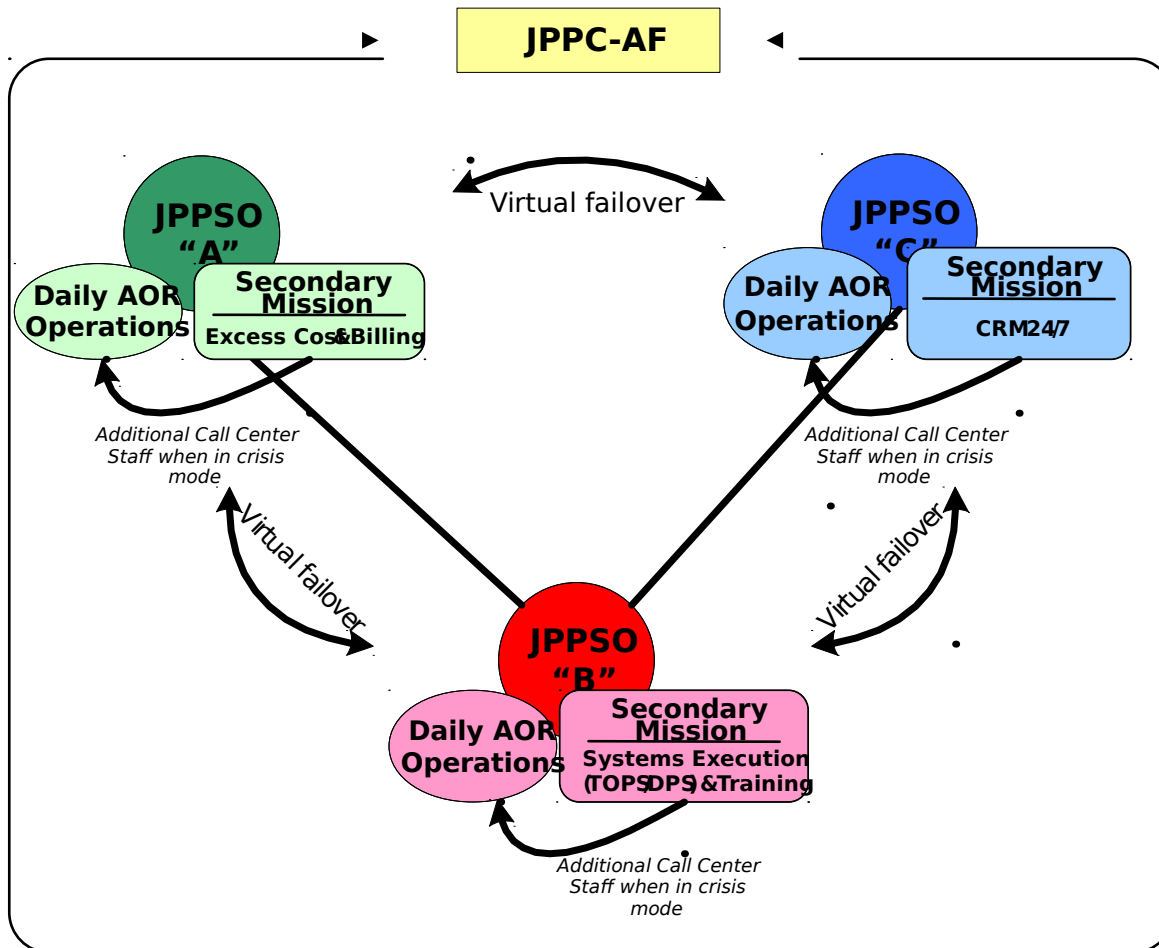 JPPC-AF
Virtual failover
JPPSO
“A”
Daily AOR
Operations
Secondary
Mission
Excess Cost&Billing
Additional Call Center
Staff when in crisis
mode
JPPSO
“C”
Daily AOR
Operations
Secondary
Mission
CRM24/7
Additional Call Center
Staff when in crisis
mode
Virtual failover
Virtual failover
JPPSO
“B”
Daily AOR
Operations
Secondary
Mission
Systems Execution
(TOPS/DPS)&Training
Additional Call Center
Staff when in crisis
mode